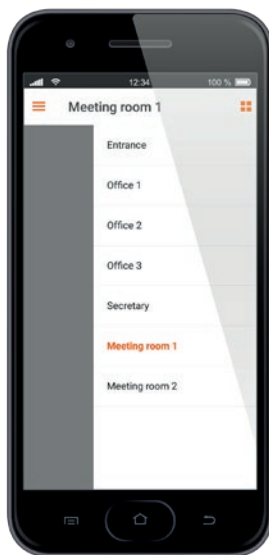 12:34
100 %
Meeting room 1
Entrance
Office 1
Office 2
Office 3
Secretary
Meeting room 1
Meeting room 2